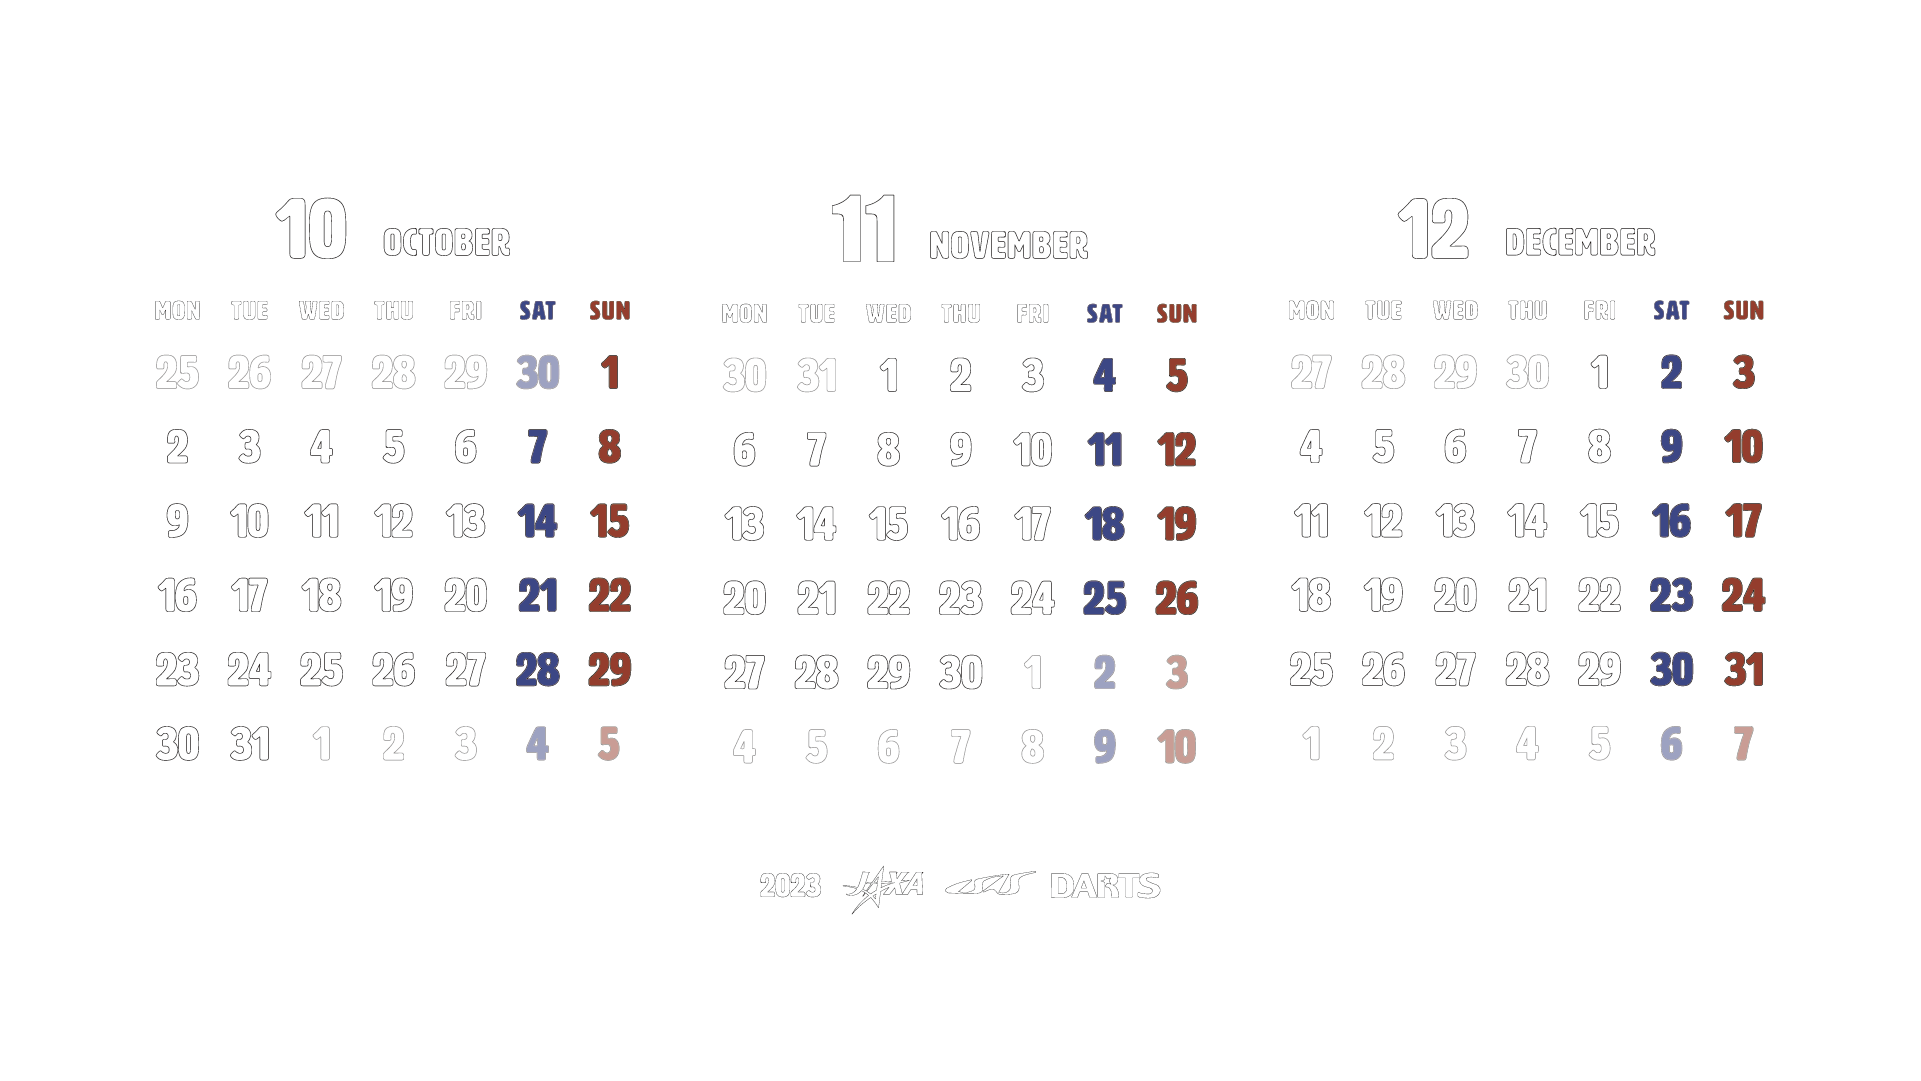 10 OCTOBER
MON TUE WED THU FRI SAT SUN
25 26 27 28 29 30 1
2 3 4 5 6 7 8
9 10 11 12 13 14 15
16 17 18 19 20 21 22
23 24 25 26 27 28 29
30 31 1 2 3 4 5
11 NOVEMBER
MON TUE WED THU FRI SAT SUN
30 31 1 2 3 4 5
6 7 8 9 10 11 12
13 14 15 16 17 18 19
20 21 22 23 24 25 26
27 28 29 30 1 2 3
4 5 6 7 8 9 10
12 DECEMBER
MON TUE WED THU FRI SAT SUN
27 28 29 30 1 2 3
4 5 6 7 8 9 10
11 12 13 14 15 16 17
18 19 20 21 22 23 24
25 26 27 28 29 30 31
1 2 3 4 5 6 7
2023 JAXA ISAS DARTS